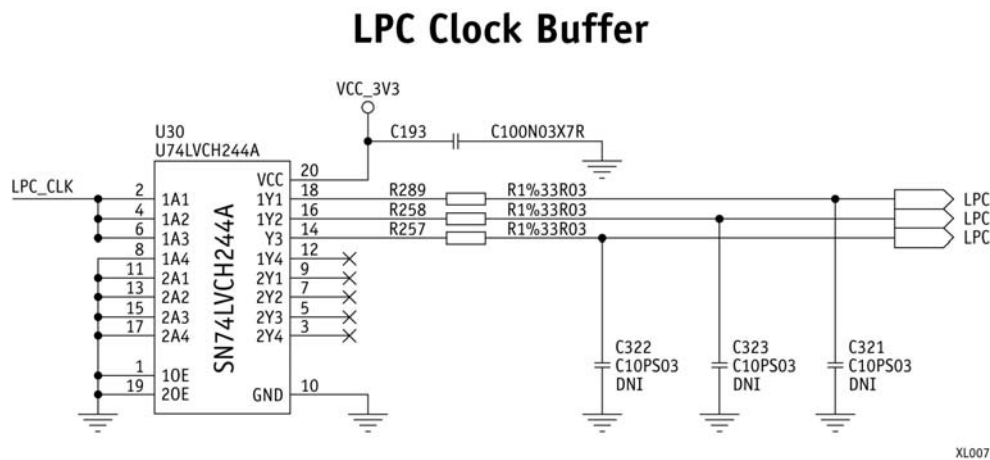 LPC Clock Buffer
VCC_3V3
U30
U74LVCH244A
C193 C100N03X7R
LPC_CLK
SN74LVCH244A
VCC 20
2 1A1 1Y1 18 R289 R1%33R03 LPC
4 1A2 1Y2 16 R258 R1%33R03 LPC
6 1A3 Y3 14 R257 R1%33R03 LPC
8 1A4 1Y4 12
11 2A1 2Y1 9
13 2A2 2Y2 7
15 2A3 2Y3 5
17 2A4 2Y4 3
1 1OE
19 2OE GND 10
C322 C323 C321
C10PS03 C10PS03 C10PS03
DNI DNI DNI
XL007